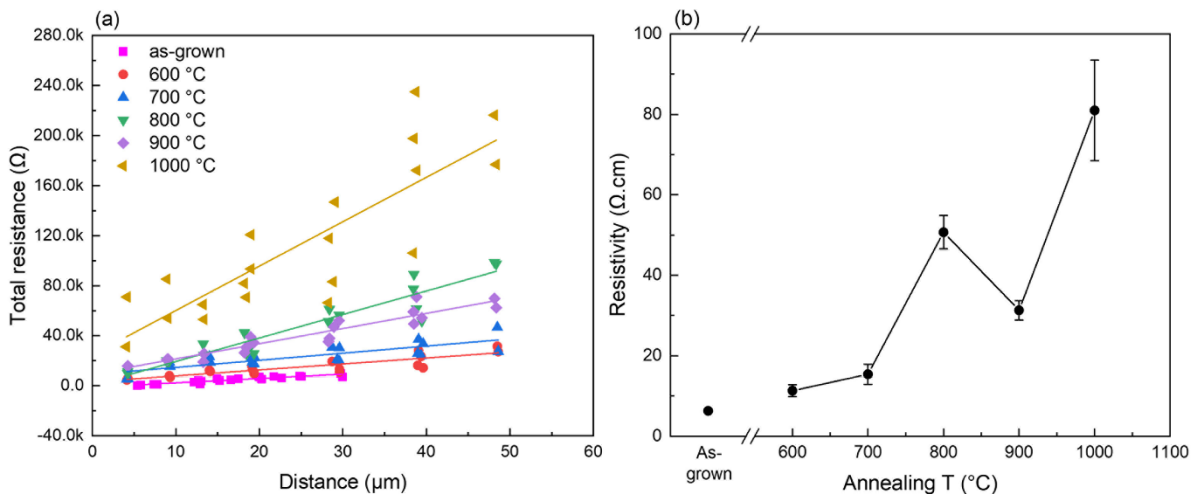 (a)
280.0k
240.0k
200.0k
160.0k
120.0k
80.0k
40.0k
0.0
-40.0k
Total resistance (Ω)
as-grown
600 °C
700 °C
800 °C
900 °C
1000 °C
0 10 20 30 40 50 60
Distance (µm)
(b)
100
80
60
40
20
0
Resistivity (Ω.cm)
As-
grown
600 700 800 900 1000 1100
Annealing T (°C)